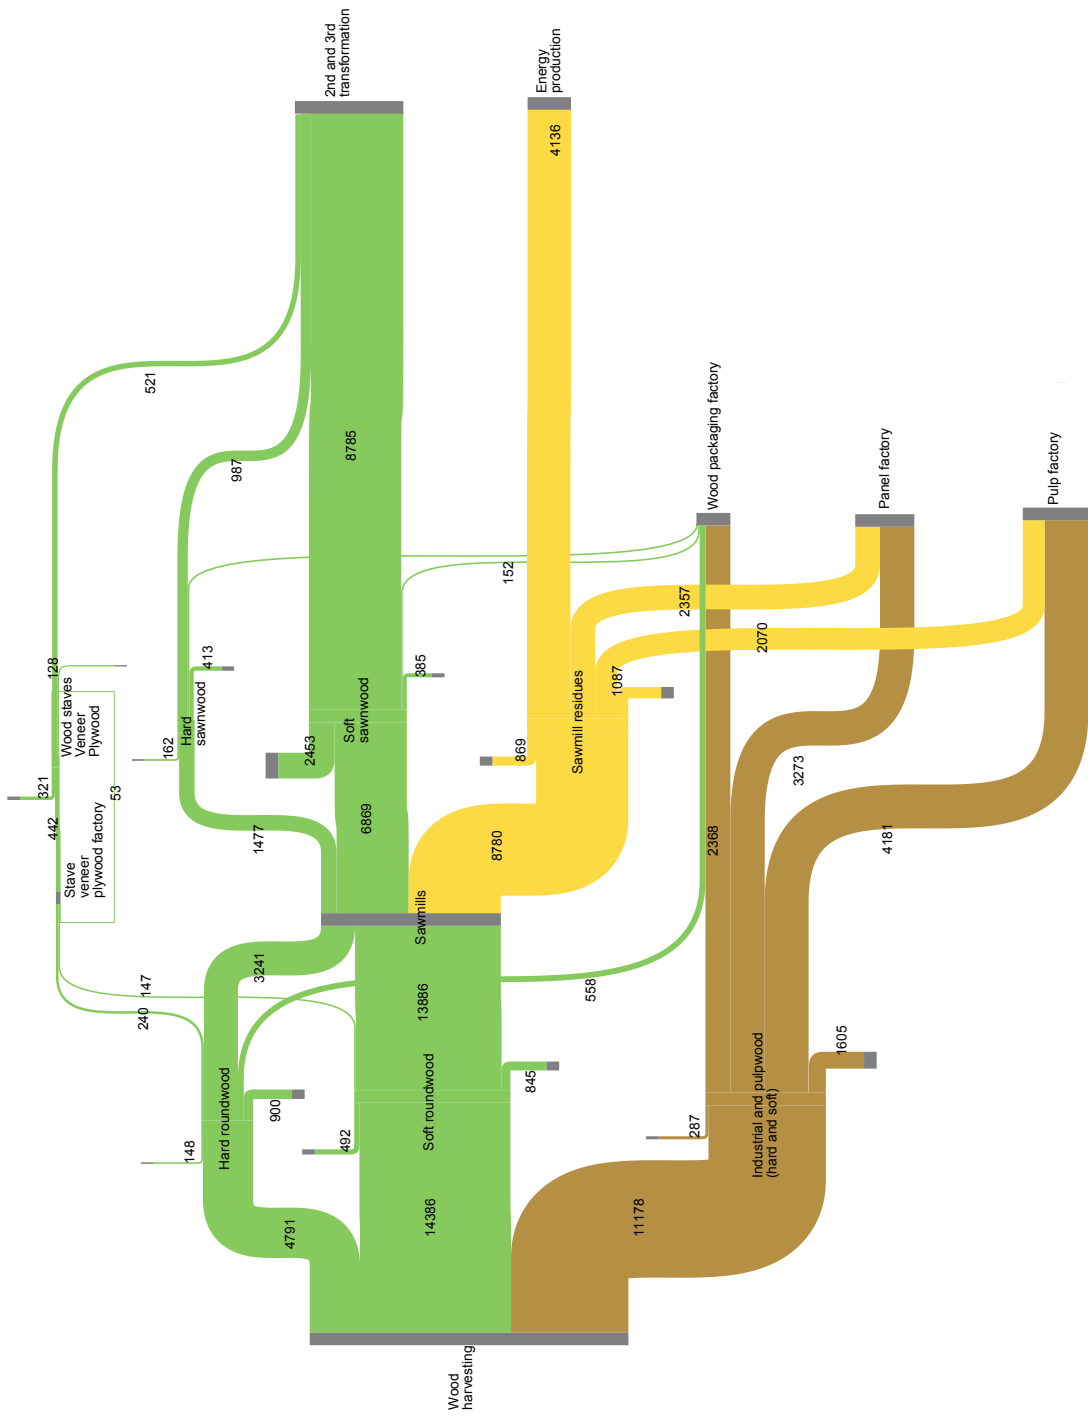 2nd and 3rd
transformation
Energy
production
4136
521
987
8785
152
Wood packaging factory
Panel factory
Pulp factory
2357
2070
128
413
385
1087
Wood staves
Veneer
Plywood
162
Hard
sawnwood
2453
Soft
sawnwood
869
Sawmill residues
321
442
53
Stave
veneer
plywood factory
1477
6869
8780
2368
3273
4181
Sawmills
3241
147
240
13886
558
900
148
Hard roundwood
492
Soft roundwood
845
287
1605
Industrial and pulpwood
(hard and soft)
4791
14386
11178
Wood
harvesting